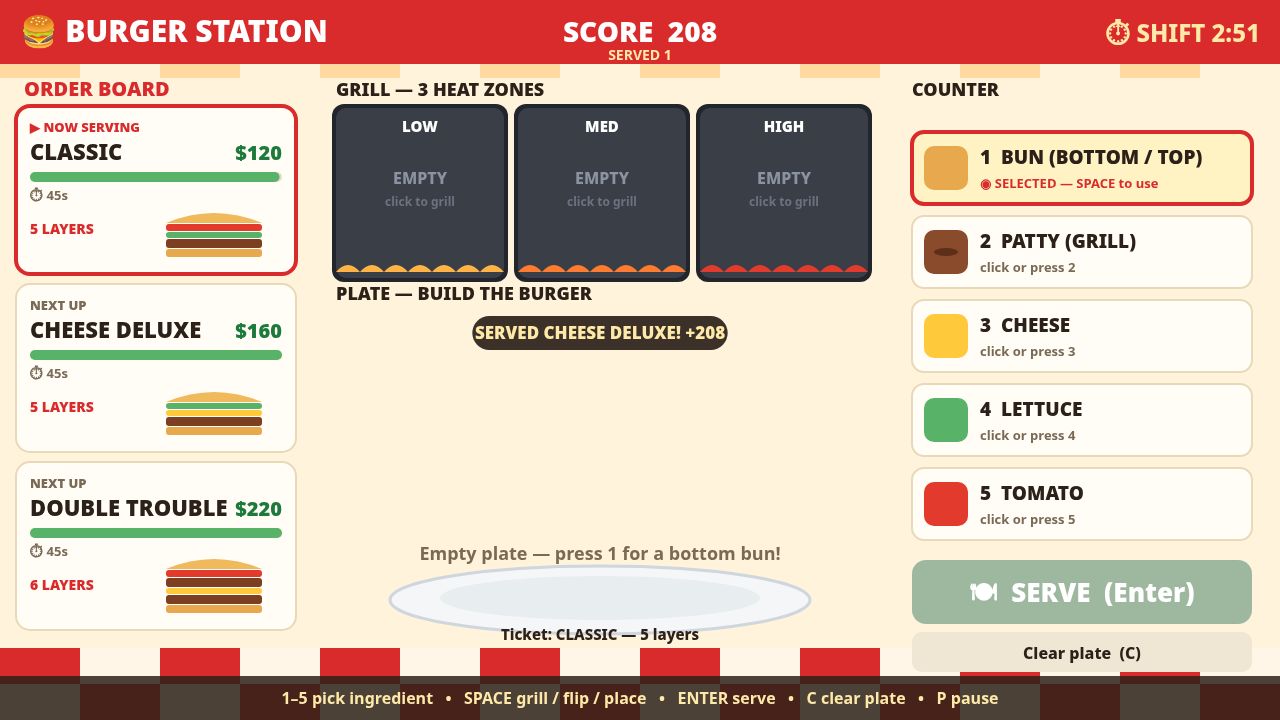 🍔 BURGER STATION
SCORE 208
SERVED 1
⏱ SHIFT 2:51
ORDER BOARD
▶ NOW SERVING
CLASSIC $120
⏱ 45s
5 LAYERS
NEXT UP
CHEESE DELUXE $160
⏱ 45s
5 LAYERS
NEXT UP
DOUBLE TROUBLE $220
⏱ 45s
6 LAYERS
GRILL — 3 HEAT ZONES
LOW
EMPTY
click to grill
MED
EMPTY
click to grill
HIGH
EMPTY
click to grill
PLATE — BUILD THE BURGER
SERVED CHEESE DELUXE! +208
Empty plate — press 1 for a bottom bun!
Ticket: CLASSIC — 5 layers
COUNTER
1 BUN (BOTTOM / TOP)
◉ SELECTED — SPACE to use
2 PATTY (GRILL)
click or press 2
3 CHEESE
click or press 3
4 LETTUCE
click or press 4
5 TOMATO
click or press 5
🍽 SERVE (Enter)
Clear plate (C)
1–5 pick ingredient • SPACE grill / flip / place • ENTER serve • C clear plate • P pause